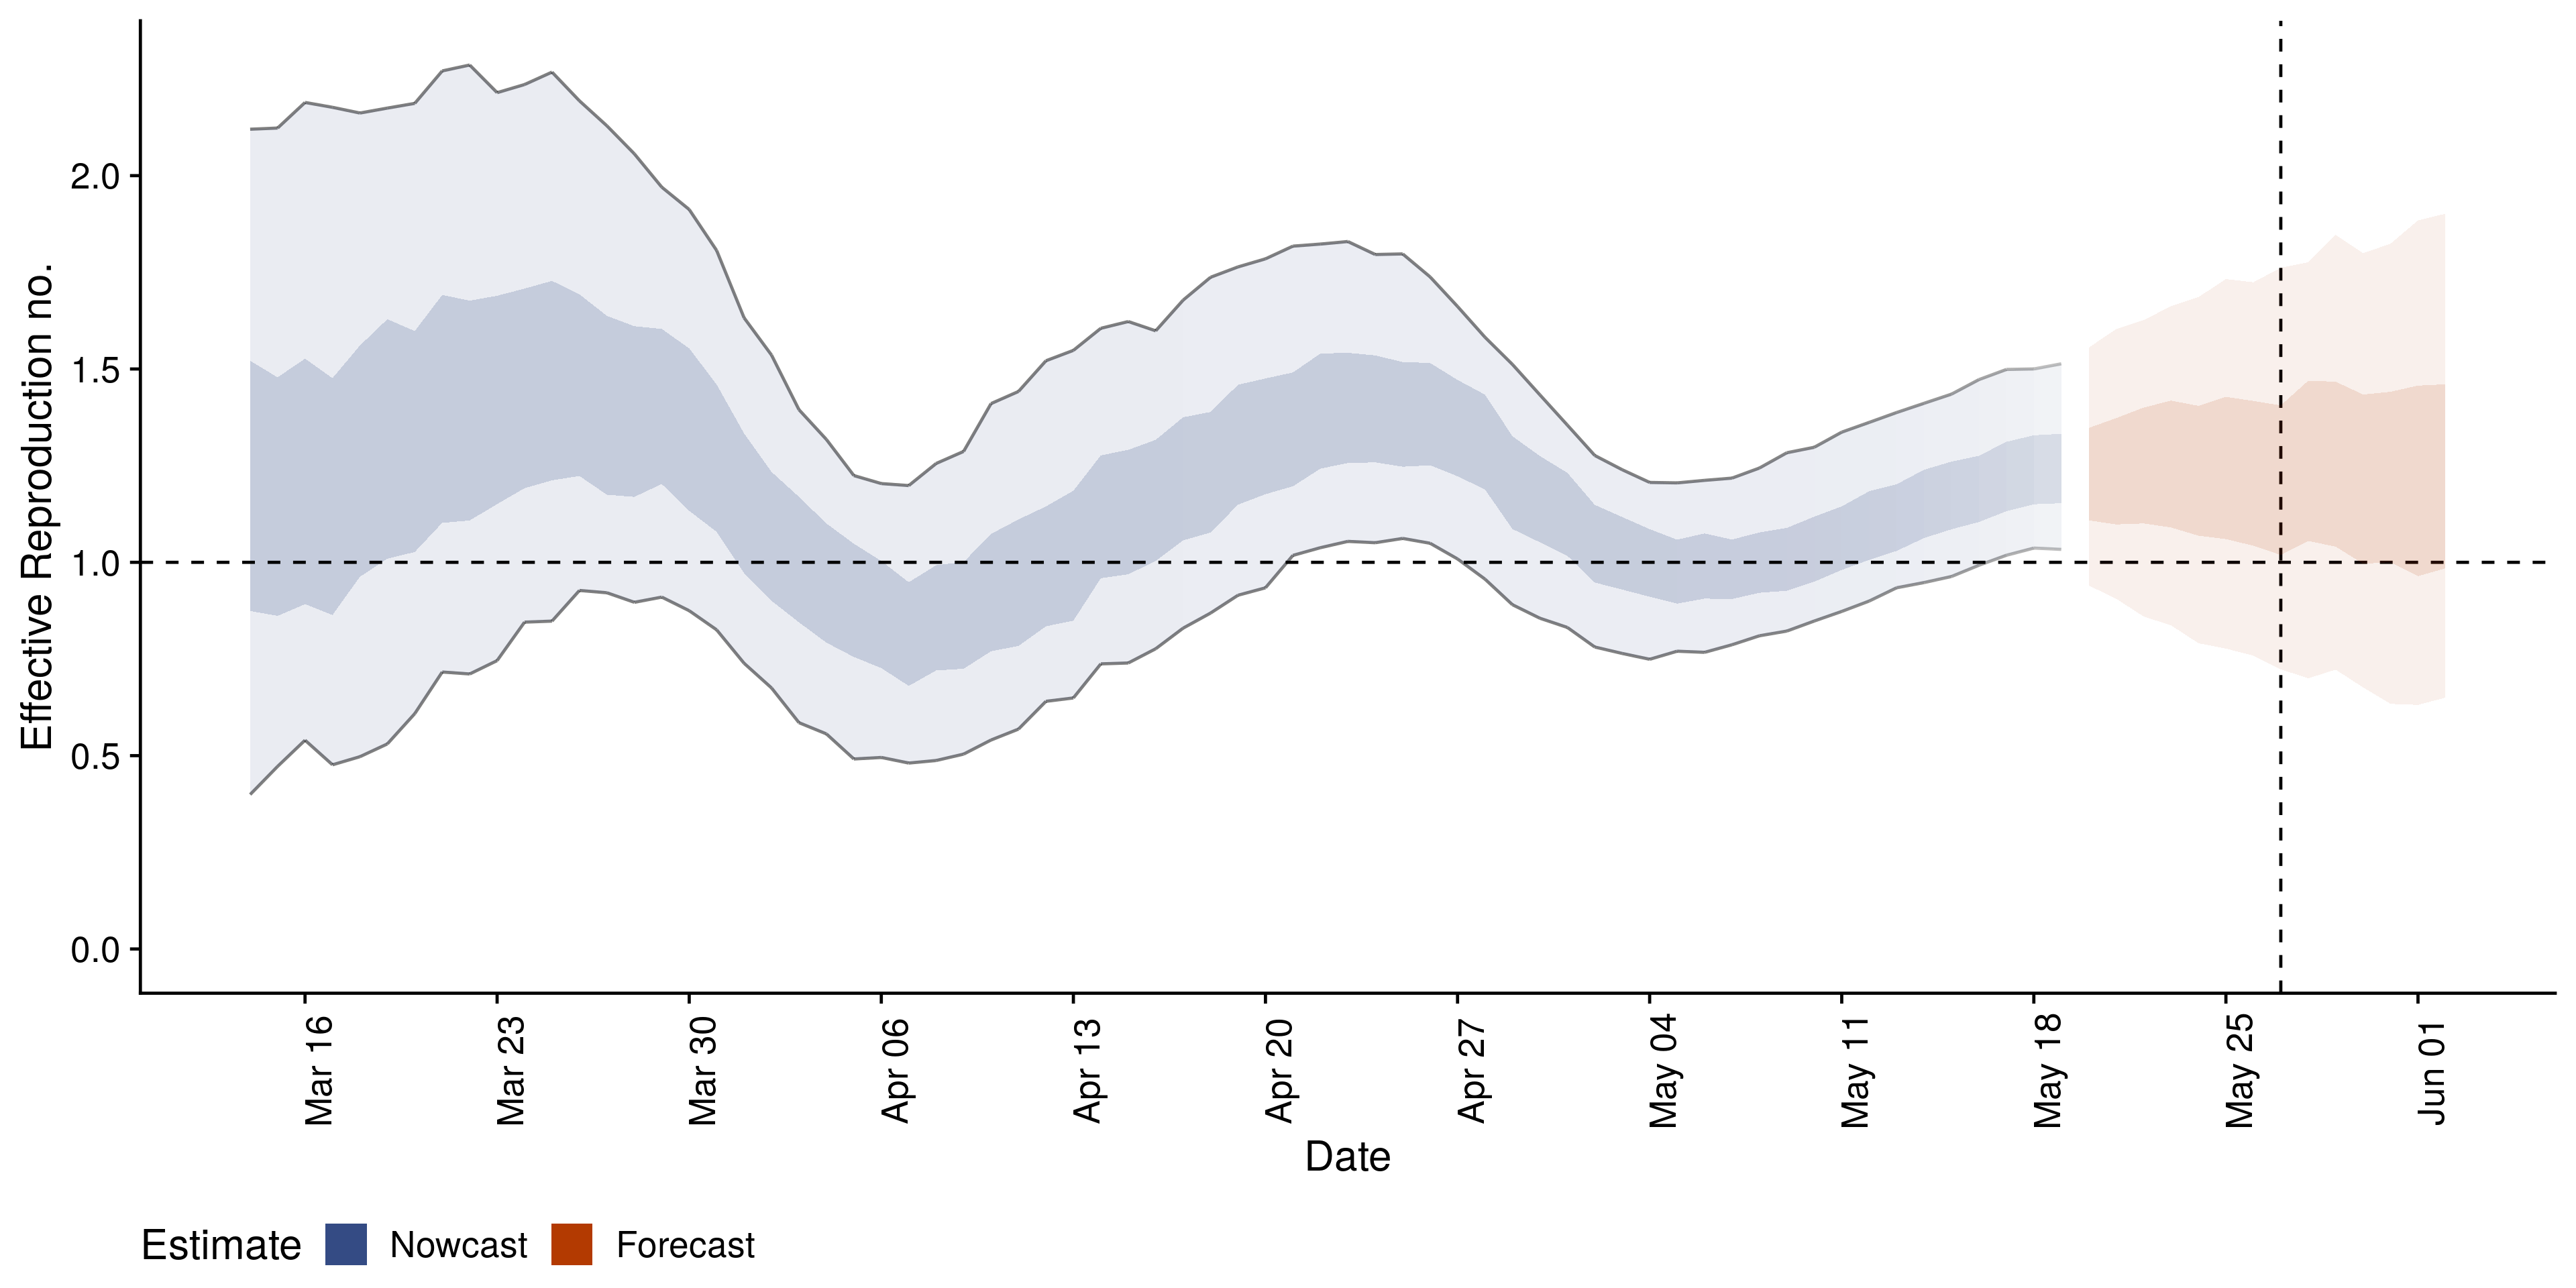 Effective Reproduction no.
2.0
1.5
1.0
0.5
0.0
Mar 16
Mar 23
Mar 30
Apr 06
Apr 13
Apr 20
Apr 27
May 04
May 11
May 18
May 25
Jun 01
Date
Estimate Nowcast Forecast